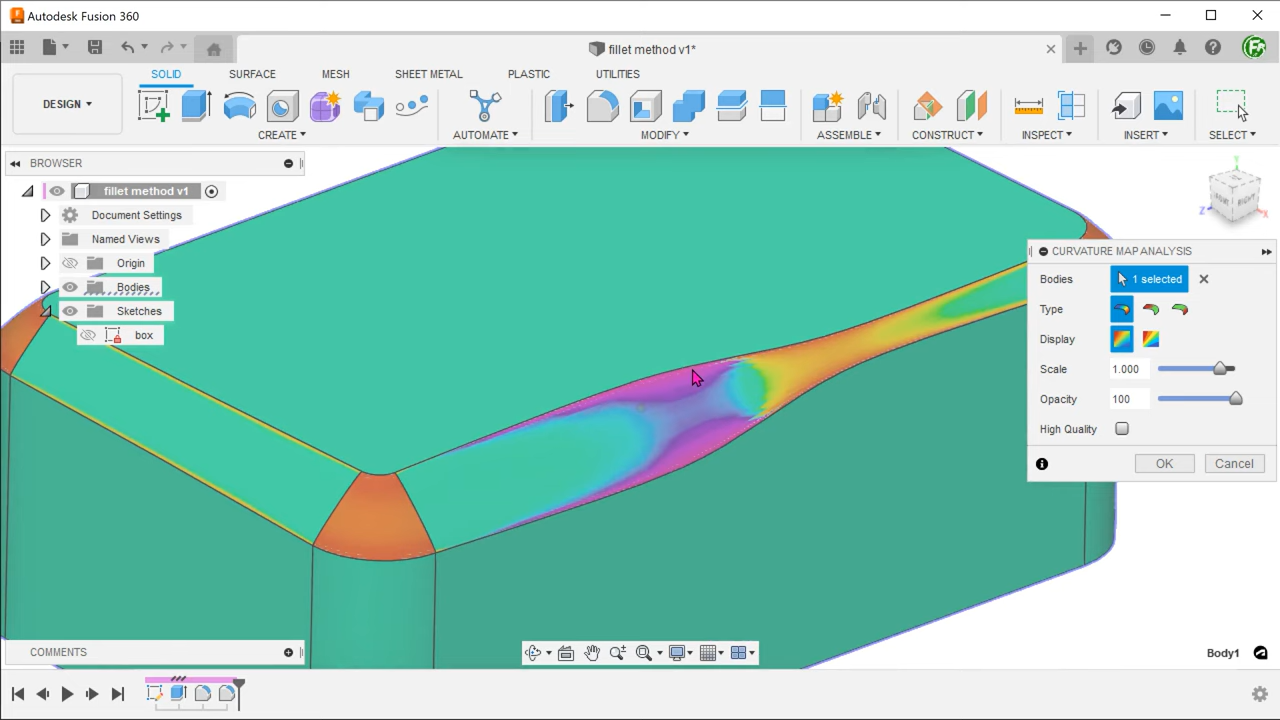 Autodesk Fusion 360
fillet method v1*
SOLID SURFACE MESH SHEET METAL PLASTIC UTILITIES
DESIGN
CREATE AUTOMATE MODIFY ASSEMBLE CONSTRUCT INSPECT INSERT SELECT
BROWSER
fillet method v1
Document Settings
Named Views
Origin
Bodies
Sketches
box
RIGHT
Y
Z
X
CURVATURE MAP ANALYSIS
Bodies 1 selected
Type
Display
Scale 1.000
Opacity 100
High Quality
OK Cancel
COMMENTS
Body1